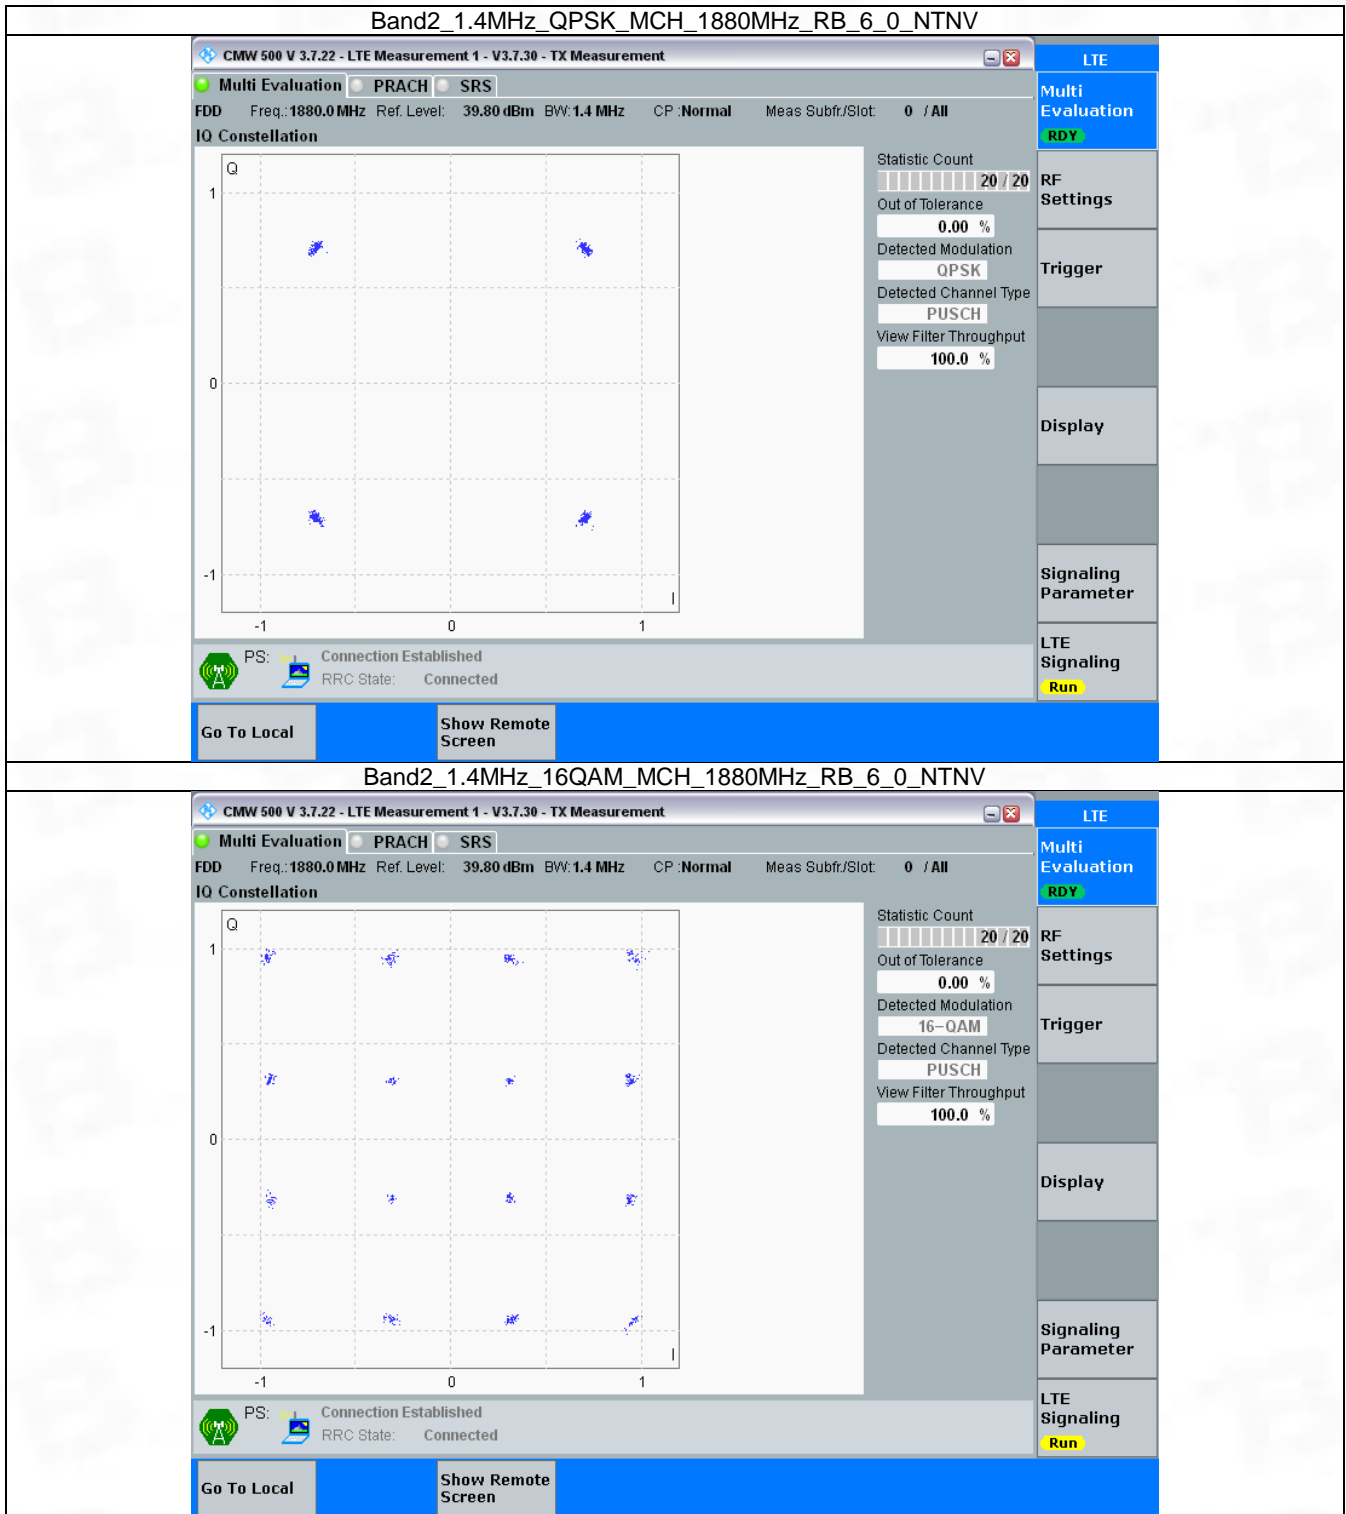 Band2_1.4MHz_QPSK_MCH_1880MHz_RB_6_0_NTNV
CMW 500 V 3.7.22 - LTE Measurement 1 - V3.7.30 - TX Measurement
LTE
Multi Evaluation PRACH SRS
Multi
Evaluation
RDY
FDD Freq.: 1880.0 MHz Ref. Level: 39.80 dBm BW: 1.4 MHz CP : Normal Meas Subfr./Slot: 0 / All
IQ Constellation
Q
1
0
-1
I
-1 0 1
Statistic Count
20 / 20
Out of Tolerance
0.00 %
Detected Modulation
QPSK
Detected Channel Type
PUSCH
View Filter Throughput
100.0 %
RF
Settings
Trigger
Display
Signaling
Parameter
LTE
Signaling
Run
PS: Connection Established
RRC State: Connected
Go To Local
Show Remote
Screen
Band2_1.4MHz_16QAM_MCH_1880MHz_RB_6_0_NTNV
CMW 500 V 3.7.22 - LTE Measurement 1 - V3.7.30 - TX Measurement
LTE
Multi Evaluation PRACH SRS
Multi
Evaluation
RDY
FDD Freq.: 1880.0 MHz Ref. Level: 39.80 dBm BW: 1.4 MHz CP : Normal Meas Subfr./Slot: 0 / All
IQ Constellation
Q
1
0
-1
I
-1 0 1
Statistic Count
20 / 20
Out of Tolerance
0.00 %
Detected Modulation
16-QAM
Detected Channel Type
PUSCH
View Filter Throughput
100.0 %
RF
Settings
Trigger
Display
Signaling
Parameter
LTE
Signaling
Run
PS: Connection Established
RRC State: Connected
Go To Local
Show Remote
Screen